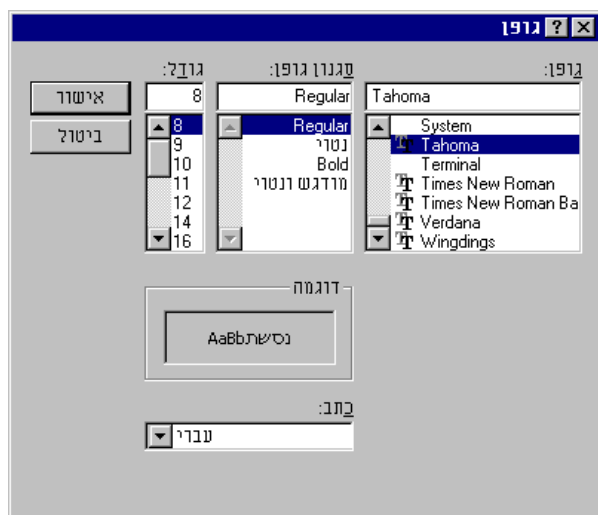 גופן
גופן:
סגנון גופן:
גודל:
Tahoma
Regular
8
אישור
System
Tahoma
Terminal
Times New Roman
Times New Roman Ba
Verdana
Wingdings
Regular
נטוי
Bold
מודגש ונטוי
8
9
10
11
12
14
16
ביטול
דוגמה
AaBbנסשת
כתב:
עברי